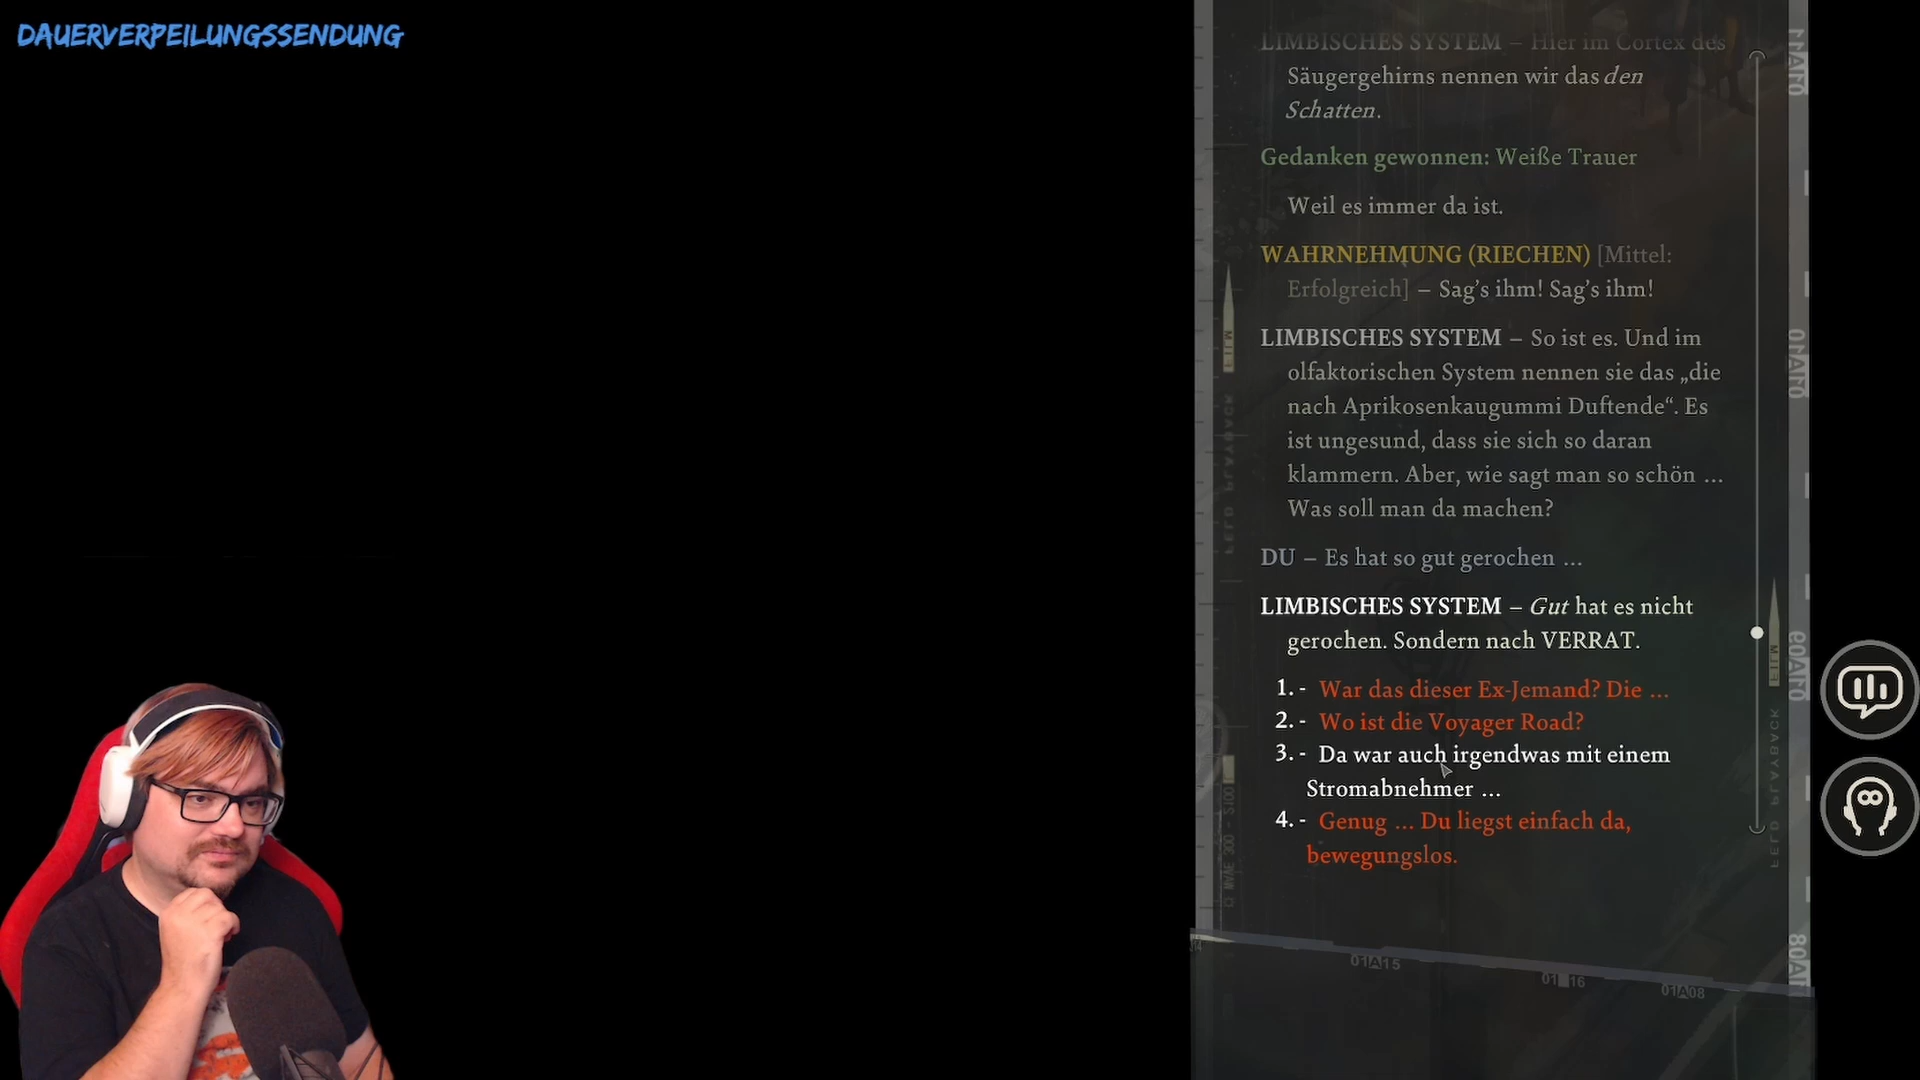 DAUERVERPEILUNGSSENDUNG
LIMBISCHES SYSTEM – Hier im Cortex des
Säugergehirns nennen wir das den
Schatten.
Gedanken gewonnen: Weiße Trauer
Weil es immer da ist.
WAHRNEHMUNG (RIECHEN) [Mittel:
Erfolgreich] – Sag’s ihm! Sag’s ihm!
LIMBISCHES SYSTEM – So ist es. Und im
olfaktorischen System nennen sie das „die
nach Aprikosenkaugummi Duftende“. Es
ist ungesund, dass sie sich so daran
klammern. Aber, wie sagt man so schön ...
Was soll man da machen?
DU – Es hat so gut gerochen ...
LIMBISCHES SYSTEM – Gut hat es nicht
gerochen. Sondern nach VERRAT.
1. - War das dieser Ex-Jemand? Die ...
2. - Wo ist die Voyager Road?
3. - Da war auch irgendwas mit einem
Stromabnehmer ...
4. - Genug ... Du liegst einfach da,
bewegungslos.
01A15
01A08
FELD PLAYBACK